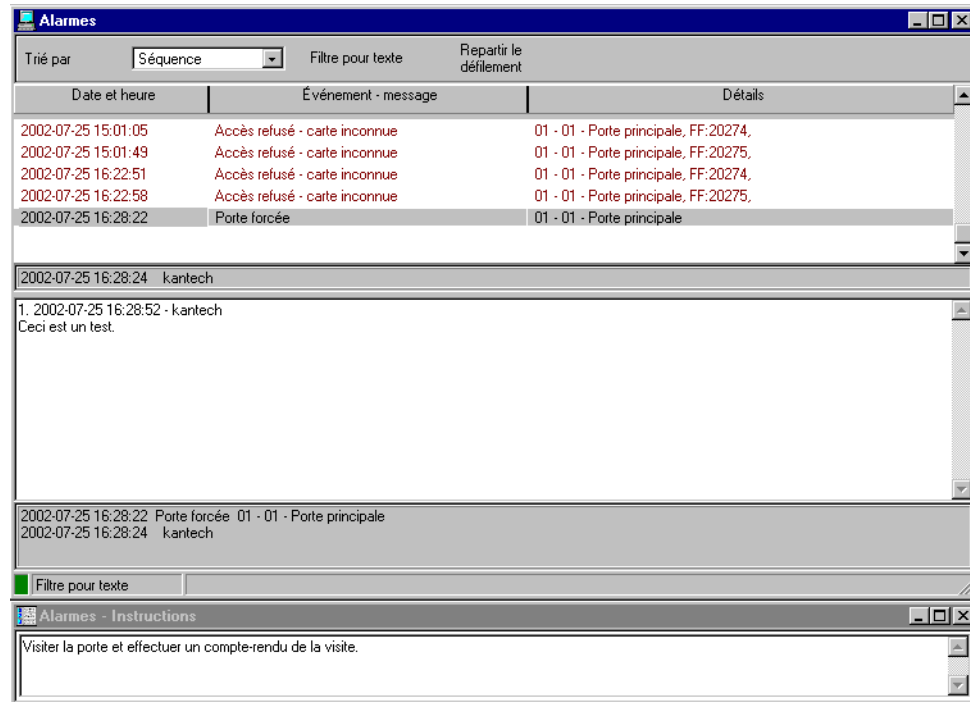 Alarmes
Trié par Séquence Filtre pour texte Repartir le défilement
Date et heure Événement - message Détails
2002-07-25 15:01:05 Accès refusé - carte inconnue 01 - 01 - Porte principale, FF:20274,
2002-07-25 15:01:49 Accès refusé - carte inconnue 01 - 01 - Porte principale, FF:20275,
2002-07-25 16:22:51 Accès refusé - carte inconnue 01 - 01 - Porte principale, FF:20274,
2002-07-25 16:22:58 Accès refusé - carte inconnue 01 - 01 - Porte principale, FF:20275,
2002-07-25 16:28:22 Porte forcée 01 - 01 - Porte principale
2002-07-25 16:28:24 kantech
1. 2002-07-25 16:28:52 - kantech
Ceci est un test.
2002-07-25 16:28:22 Porte forcée 01 - 01 - Porte principale
2002-07-25 16:28:24 kantech
Filtre pour texte
Alarmes - Instructions
Visiter la porte et effectuer un compte-rendu de la visite.